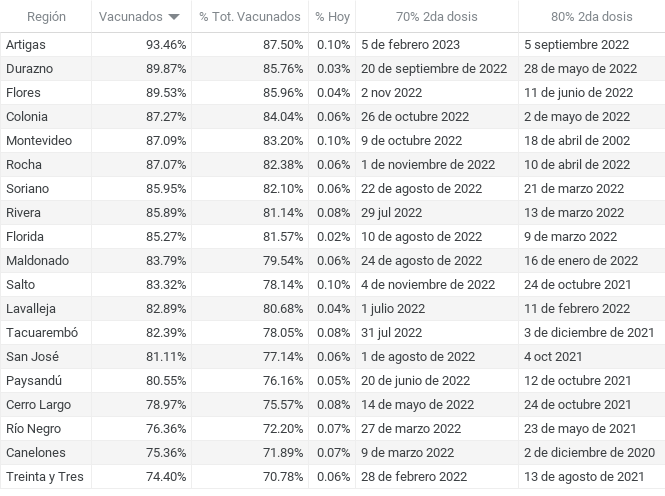 Región Vacunados % Tot. Vacunados % Hoy 70% 2da dosis 80% 2da dosis
Artigas 93.46% 87.50% 0.10% 5 de febrero 2023 5 septiembre 2022
Durazno 89.87% 85.76% 0.03% 20 de septiembre de 2022 28 de mayo de 2022
Flores 89.53% 85.96% 0.04% 2 nov 2022 11 de junio de 2022
Colonia 87.27% 84.04% 0.06% 26 de octubre 2022 2 de mayo de 2022
Montevideo 87.09% 83.20% 0.10% 9 de octubre 2022 18 de abril de 2002
Rocha 87.07% 82.38% 0.06% 1 de noviembre de 2022 10 de abril de 2022
Soriano 85.95% 82.10% 0.06% 22 de agosto de 2022 21 de marzo 2022
Rivera 85.89% 81.14% 0.08% 29 jul 2022 13 de marzo 2022
Florida 85.27% 81.57% 0.02% 10 de agosto de 2022 9 de marzo 2022
Maldonado 83.79% 79.54% 0.06% 24 de agosto de 2022 16 de enero de 2022
Salto 83.32% 78.14% 0.10% 4 de noviembre de 2022 24 de octubre 2021
Lavalleja 82.89% 80.68% 0.04% 1 julio 2022 11 de febrero 2022
Tacuarembó 82.39% 78.05% 0.08% 31 jul 2022 3 de diciembre de 2021
San José 81.11% 77.14% 0.06% 1 de agosto de 2022 4 oct 2021
Paysandú 80.55% 76.16% 0.05% 20 de junio de 2022 12 de octubre 2021
Cerro Largo 78.97% 75.57% 0.08% 14 de mayo de 2022 24 de octubre 2021
Río Negro 76.36% 72.20% 0.07% 27 de marzo 2022 23 de mayo de 2021
Canelones 75.36% 71.89% 0.07% 9 de marzo 2022 2 de diciembre de 2020
Treinta y Tres 74.40% 70.78% 0.06% 28 de febrero 2022 13 de agosto de 2021